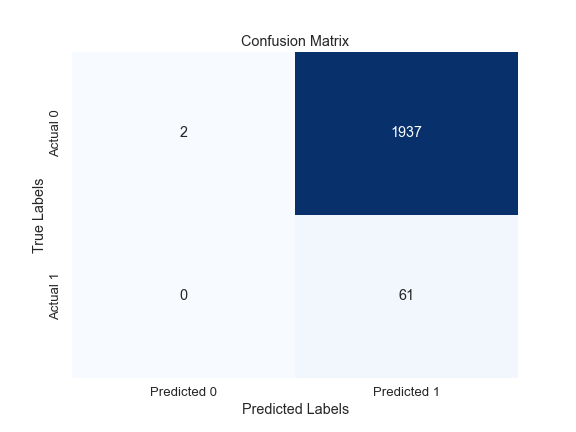 Confusion Matrix
True Labels
Actual 0
2
1937
Actual 1
0
61
Predicted 0
Predicted 1
Predicted Labels